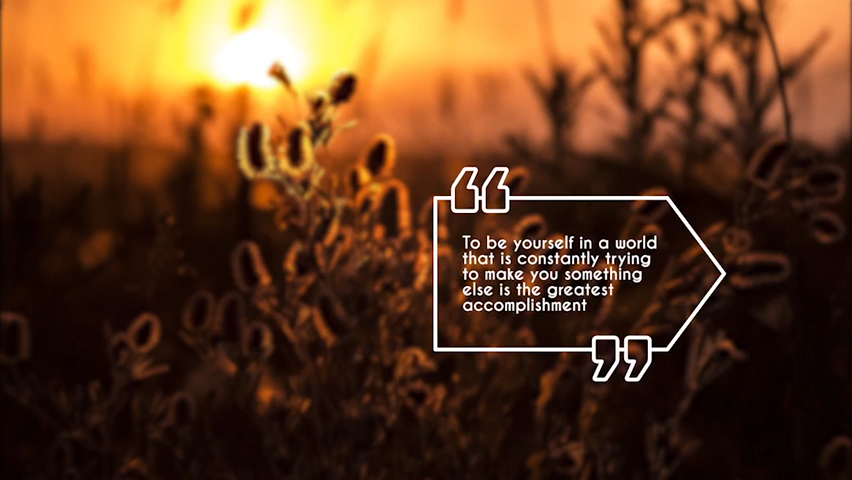 To be yourself in a world
that is constantly trying
to make you something
else is the greatest
accomplishment